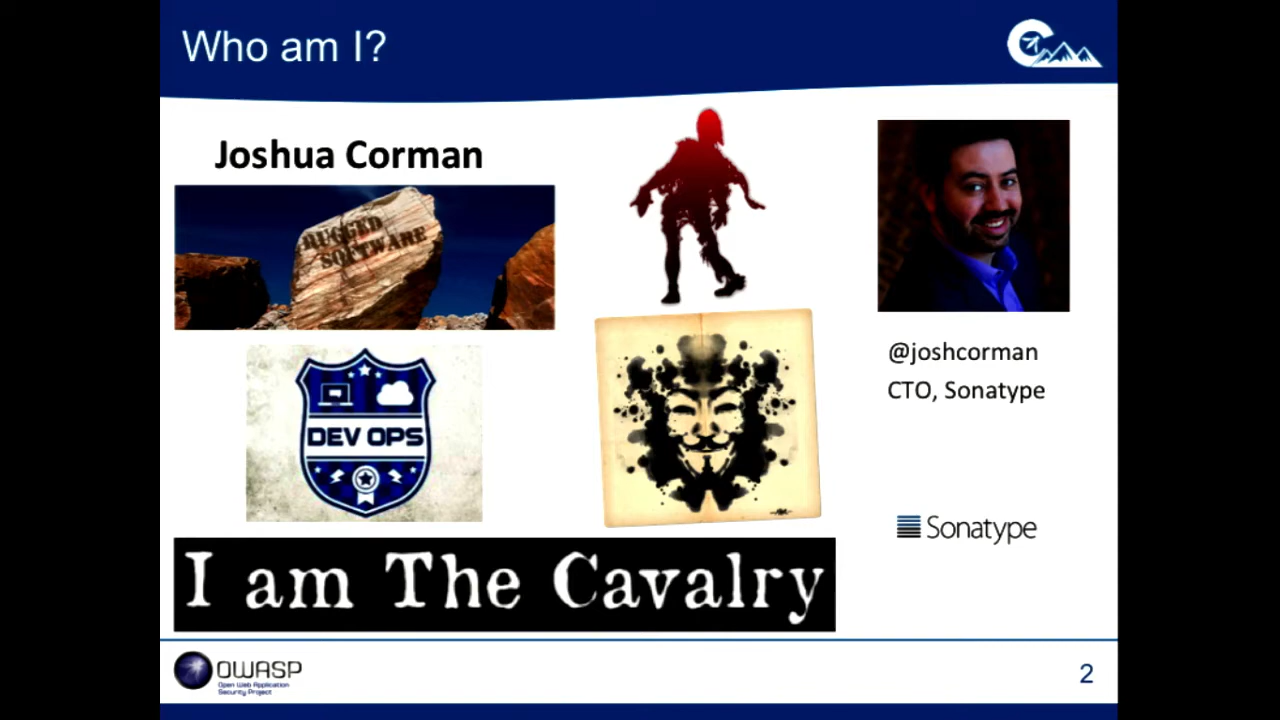 Who am I?
Joshua Corman
RUGGED
SOFTWARE
DEV OPS
@joshcorman
CTO, Sonatype
Sonatype
I am The Cavalry
OWASP
Open Web Application
Security Project
2